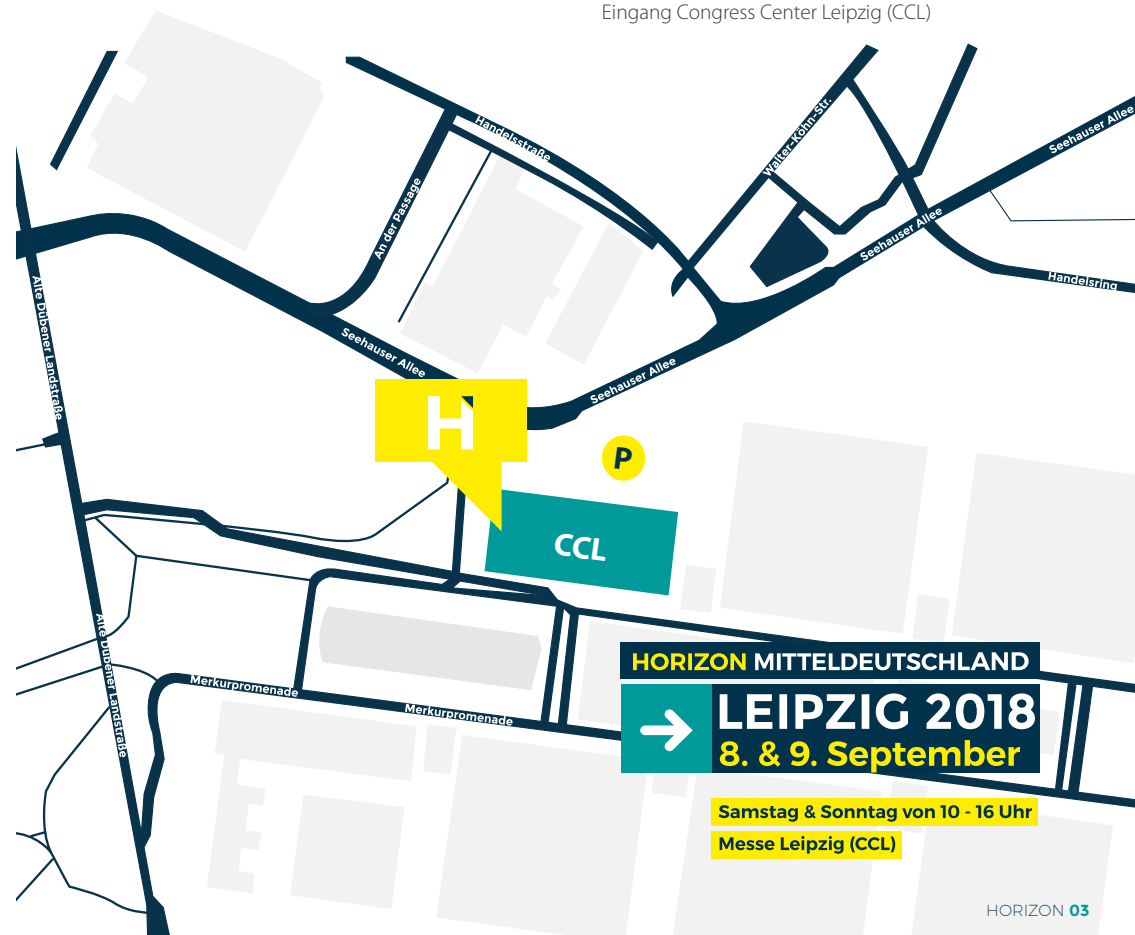 Eingang Congress Center Leipzig (CCL)
Handelsstraße
Walter-Köhn-Str.
Seehauser Allee
An der Passage
Seehauser Allee
Handelsring
Alte Dübener Landstraße
Seehauser Allee
Seehauser Allee
H
P
CCL
Alte Dübener Landstraße
HORIZON MITTELDEUTSCHLAND
Merkurpromenade
Merkurpromenade
LEIPZIG 2018
8. & 9. September
Samstag & Sonntag von 10 - 16 Uhr
Messe Leipzig (CCL)
HORIZON 03